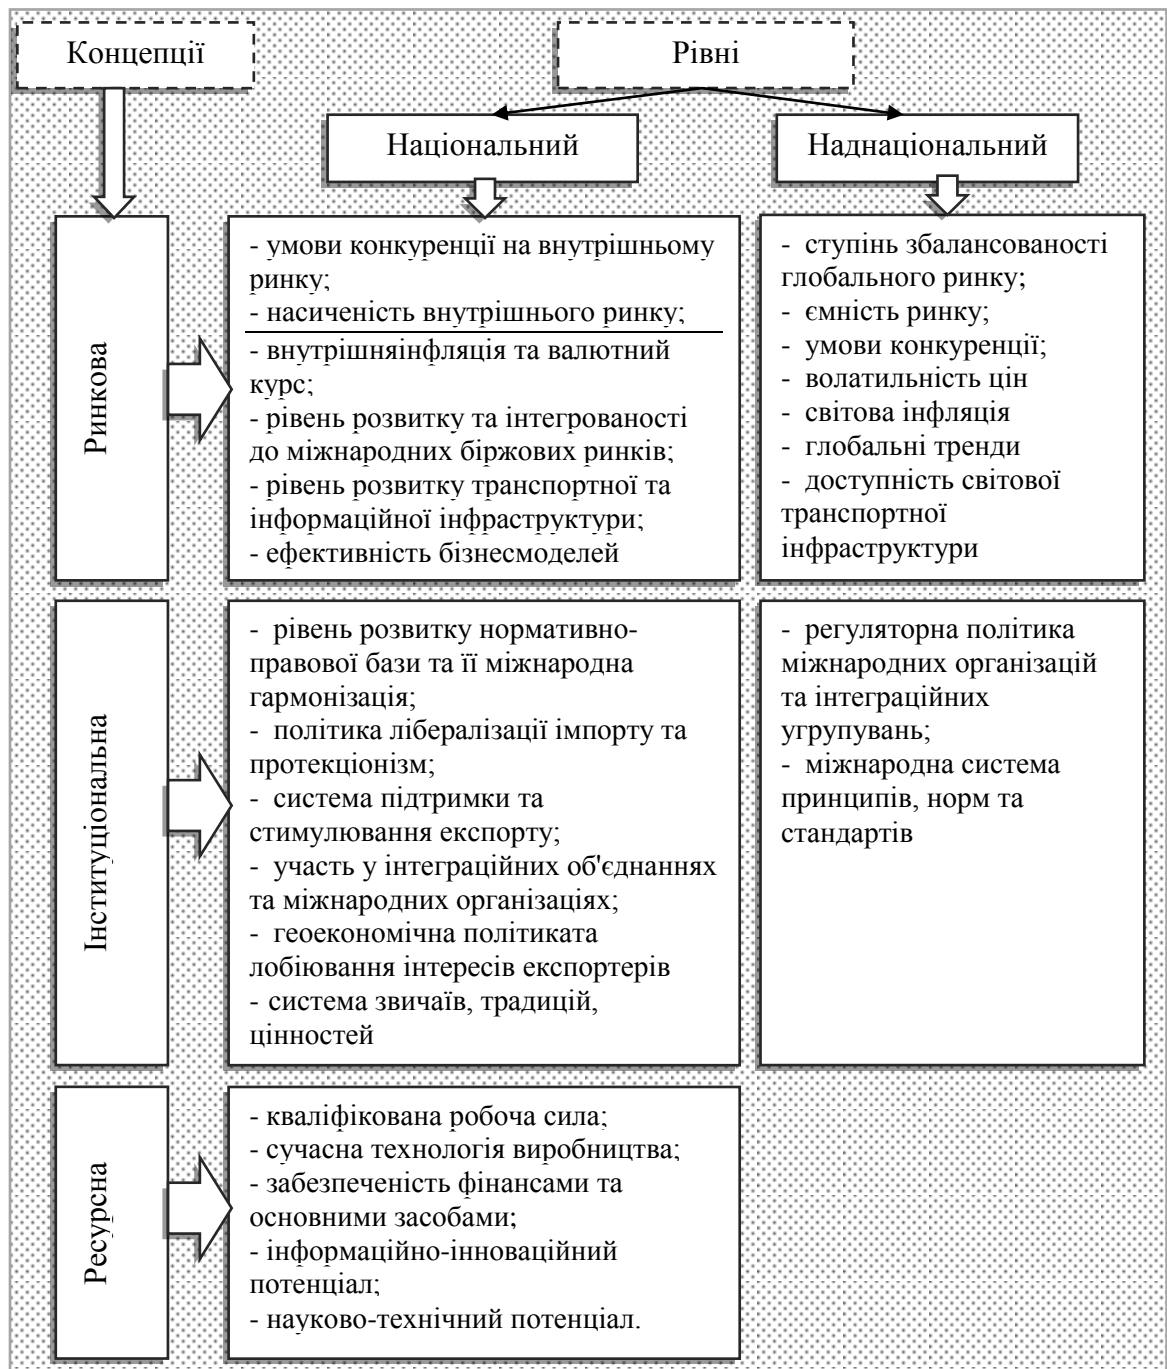 Концепції
Рівні
Національний
Наднаціональний
Ринкова
- умови конкуренції на внутрішньому
ринку;
- насиченість внутрішнього ринку;
- внутрішняінфляція та валютний
курс;
- рівень розвитку та інтегрованості
до міжнародних біржових ринків;
- рівень розвитку транспортної та
інформаційної інфраструктури;
- ефективність бізнесмоделей
- ступінь збалансованості
глобального ринку;
- ємність ринку;
- умови конкуренції;
- волатильність цін
- світова інфляція
- глобальні тренди
- доступність світової
транспортної
інфраструктури
Інституціональна
- рівень розвитку нормативно-
правової бази та її міжнародна
гармонізація;
- політика лібералізації імпорту та
протекціонізм;
- система підтримки та
стимулювання експорту;
- участь у інтеграційних об'єднаннях
та міжнародних організаціях;
- геоекономічна політиката
лобіювання інтересів експортерів
- система звичаїв, традицій,
цінностей
- регуляторна політика
міжнародних організацій
та інтеграційних
угрупувань;
- міжнародна система
принципів, норм та
стандартів
Ресурсна
- кваліфікована робоча сила;
- сучасна технологія виробництва;
- забезпеченість фінансами та
основними засобами;
- інформаційно-інноваційний
потенціал;
- науково-технічний потенціал.